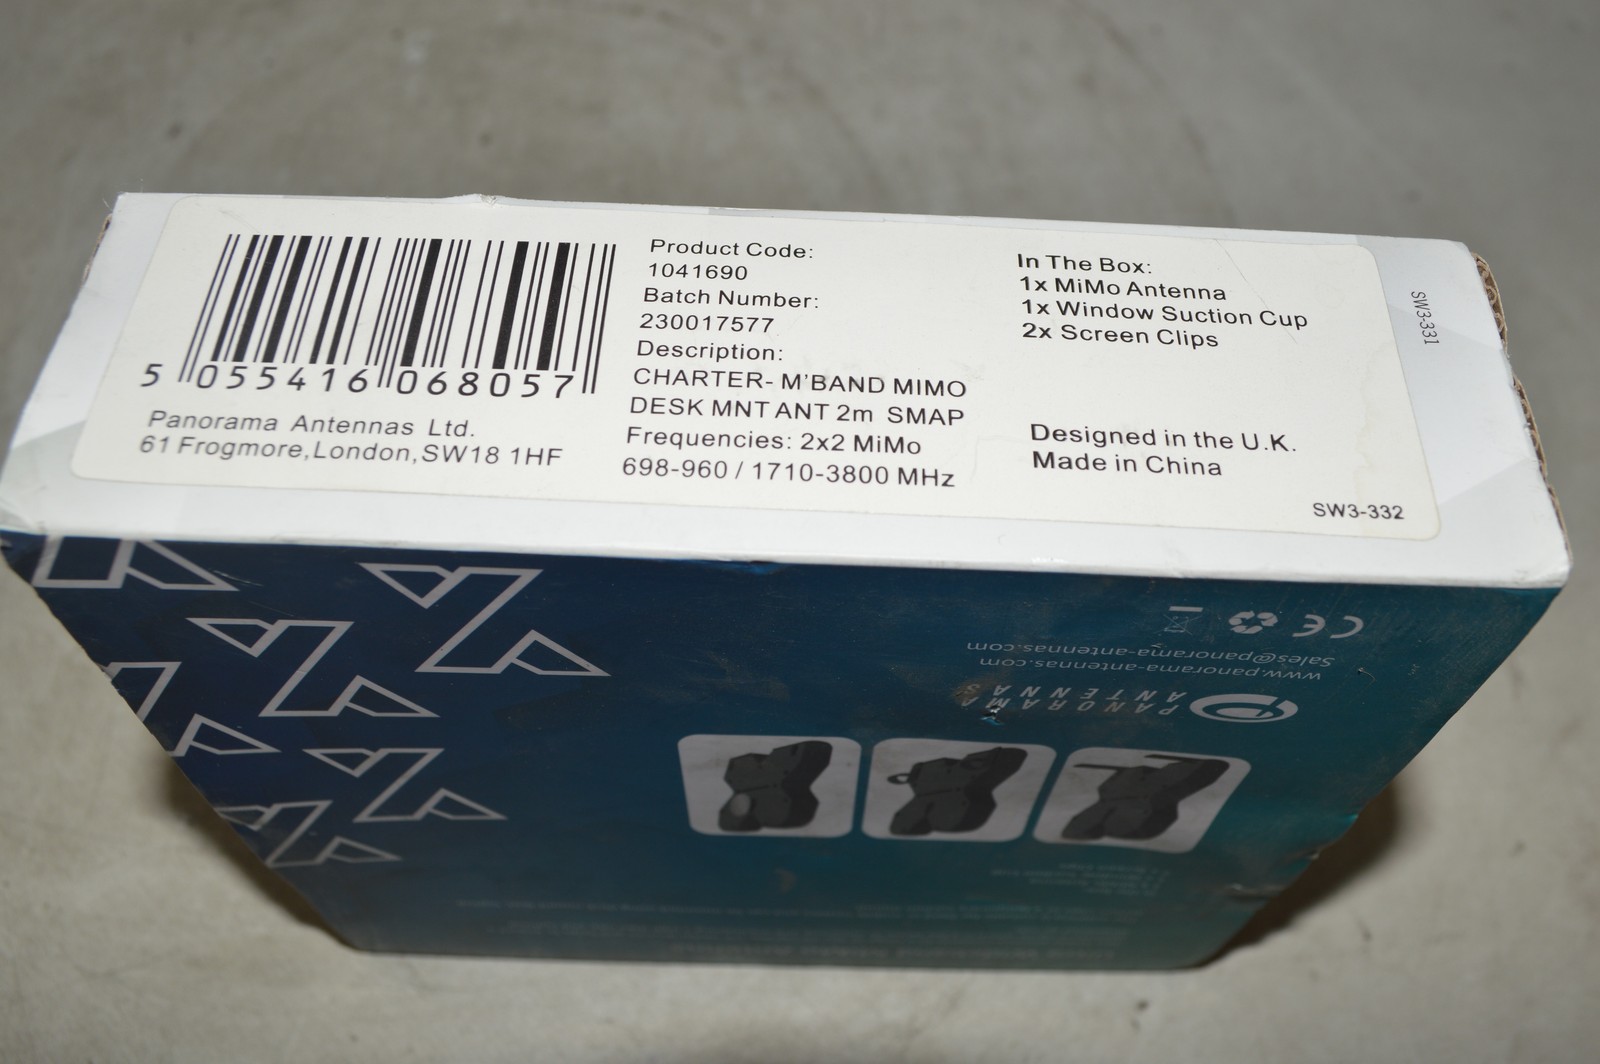 5 055416 068057
Panorama Antennas Ltd.
61 Frogmore,London,SW18 1HF
Product Code:
1041690
Batch Number:
230017577
Description:
CHARTER- M'BAND MIMO
DESK MNT ANT 2m SMAP
Frequencies: 2x2 MiMo
698-960 / 1710-3800 MHz
In The Box:
1x MiMo Antenna
1x Window Suction Cup
2x Screen Clips
Designed in the U.K.
Made in China
SW3-332
SW3-331
CE
Sales@panorama-antennas.com
www.panorama-antennas.com
PANORAMA
ANTENNAS